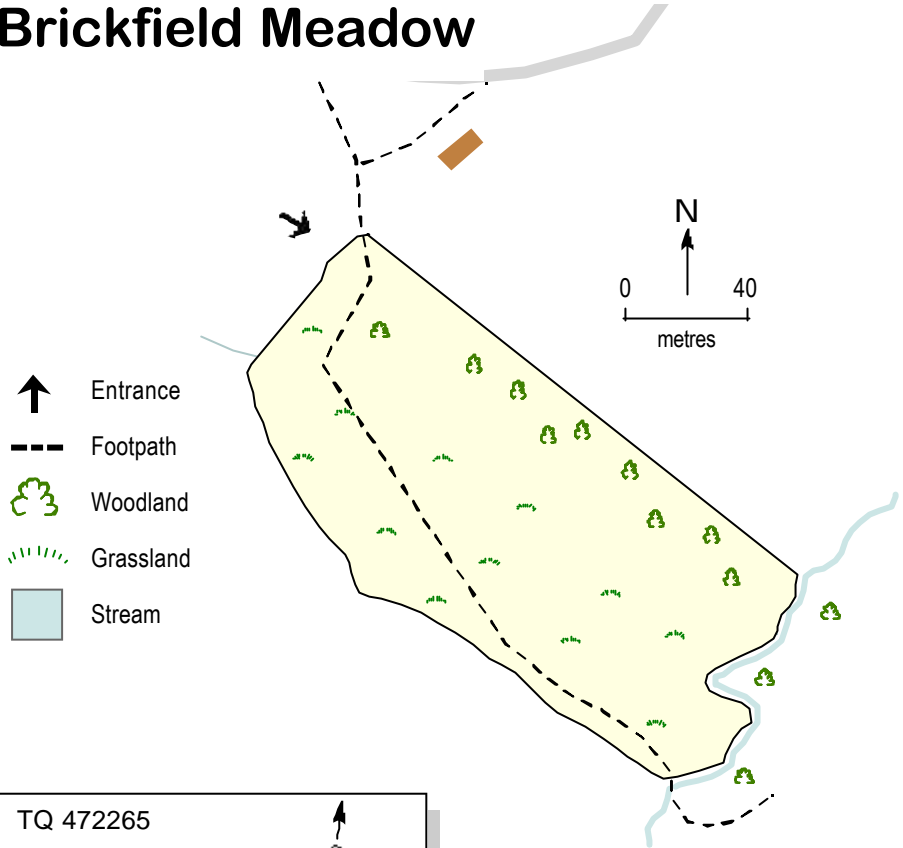 Brickfield Meadow
N
0 40
metres
Entrance
Footpath
Woodland
Grassland
Stream
TQ 472265